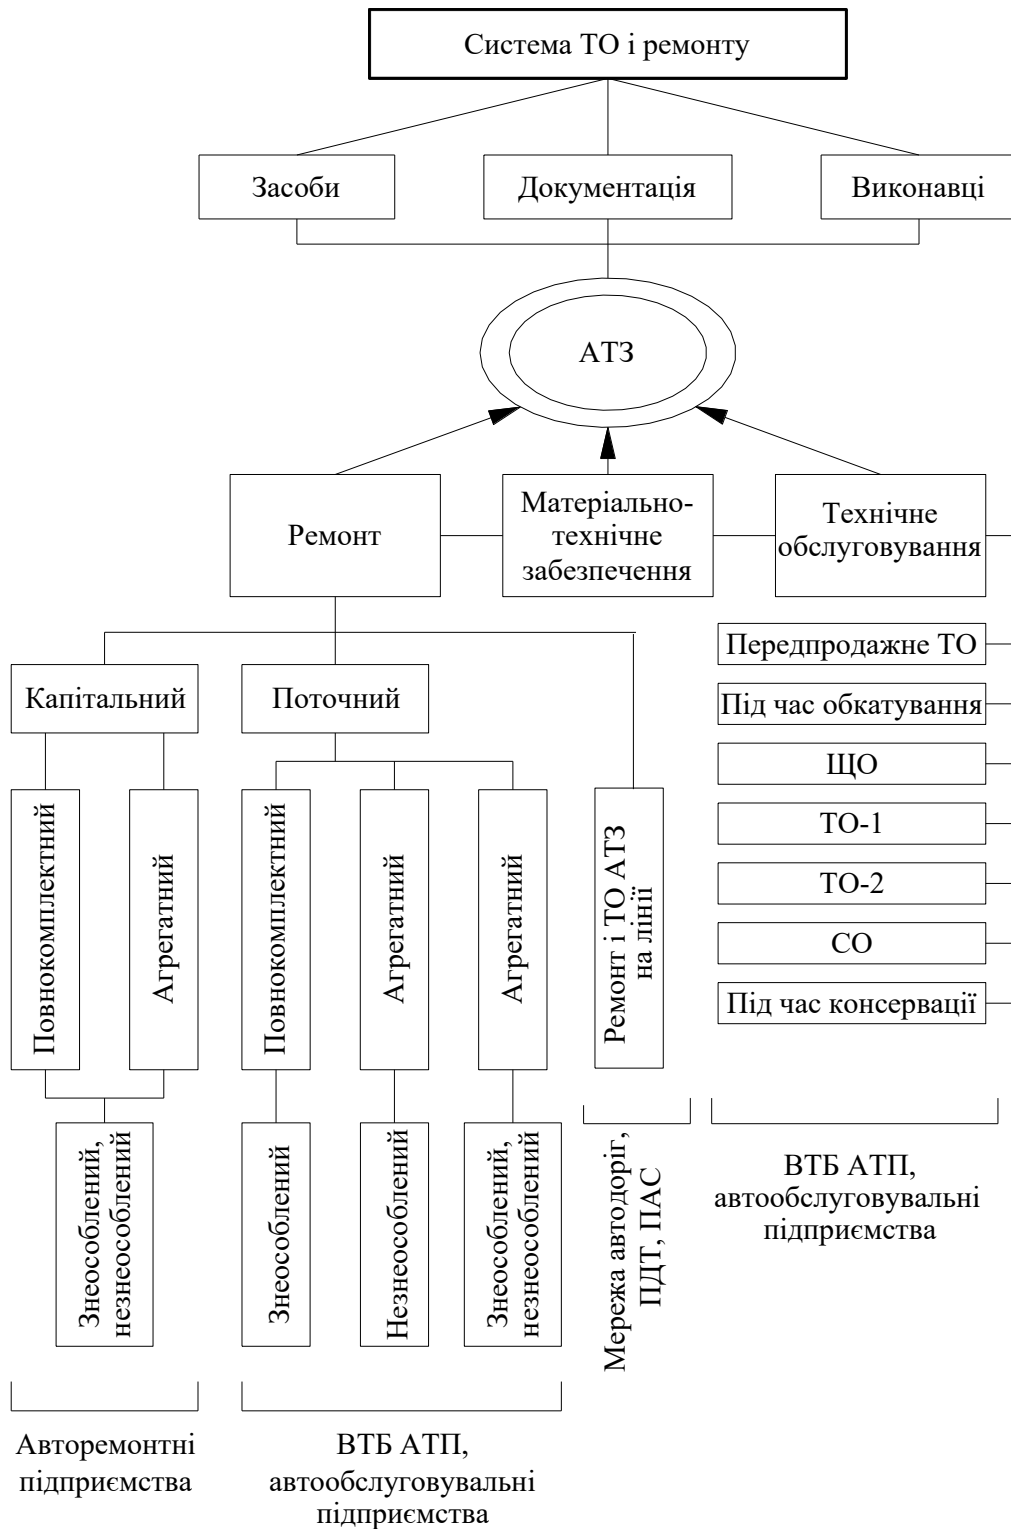 Система ТО і ремонту
Засоби
Документація
Виконавці
АТЗ
Ремонт
Матеріально-
технічне
забезпечення
Технічне
обслуговування
Передпродажне ТО
Під час обкатування
ЩО
ТО-1
ТО-2
СО
Під час консервації
Капітальний
Поточний
Повнокомплектний
Агрегатний
Повнокомплектний
Агрегатний
Агрегатний
Ремонт і ТО АТЗ
на лінії
Знеособлений,
незнеособлений
Знеособлений
Незнеособлений
Знеособлений,
незнеособлений
Мережа автодоріг,
ПДТ, ПАС
ВТБ АТП,
автообслуговувальні
підприємства
Авторемонтні
підприємства
ВТБ АТП,
автообслуговувальні
підприємства